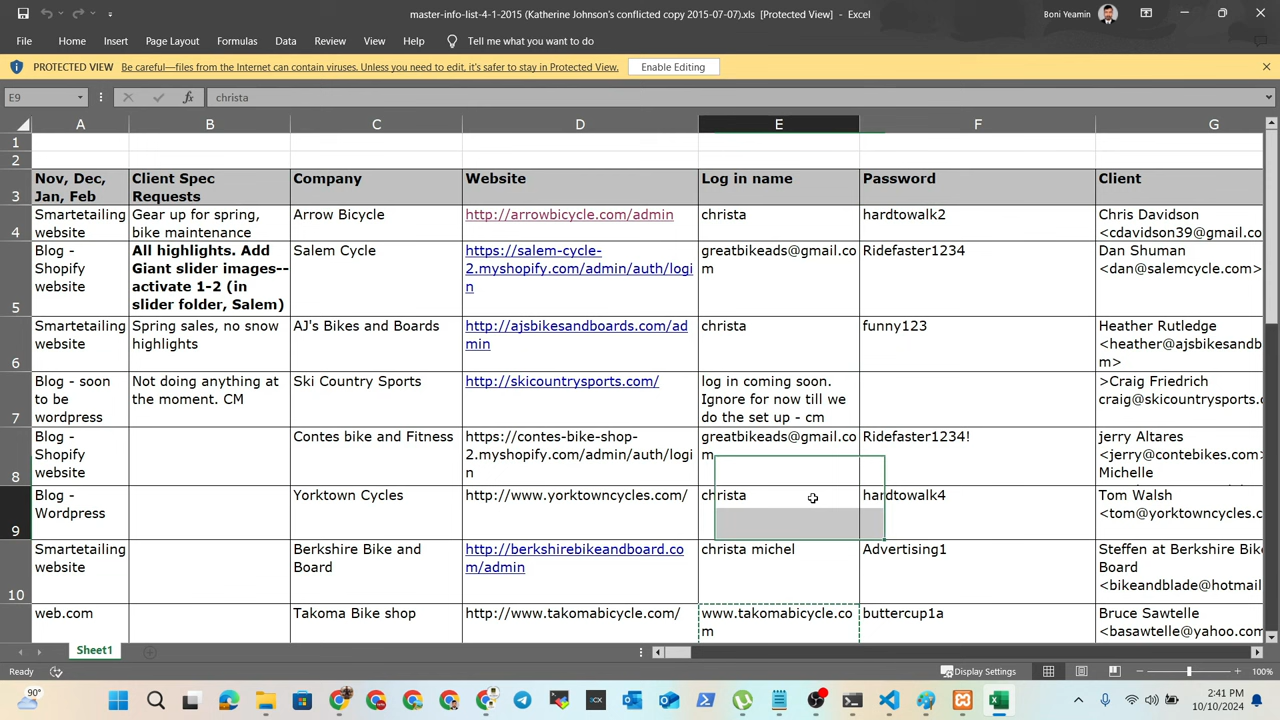 master-info-list-4-1-2015 (Katherine Johnson's conflicted copy 2015-07-07).xls [Protected View] - Excel
Boni Yeamin
File Home Insert Page Layout Formulas Data Review View Help Tell me what you want to do
PROTECTED VIEW Be careful—files from the Internet can contain viruses. Unless you need to edit, it's safer to stay in Protected View. Enable Editing
E9 fx christa
A B C D E F G
1
2
3
Nov, Dec,
Jan, Feb
Client Spec
Requests
Company
Website
Log in name
Password
Client
4
Smartetailing
website
Gear up for spring,
bike maintenance
Arrow Bicycle
http://arrowbicycle.com/admin
christa
hardtowalk2
Chris Davidson
<cdavidson39@gmail.co
5
Blog -
Shopify
website
All highlights. Add
Giant slider images--
activate 1-2 (in
slider folder, Salem)
Salem Cycle
https://salem-cycle-
2.myshopify.com/admin/auth/logi
n
greatbikeads@gmail.co
m
Ridefaster1234
Dan Shuman
<dan@salemcycle.com>
6
Smartetailing
website
Spring sales, no snow
highlights
AJ's Bikes and Boards
http://ajsbikesandboards.com/ad
min
christa
funny123
Heather Rutledge
<heather@ajsbikesandb
m>
7
Blog - soon
to be
wordpress
Not doing anything at
the moment. CM
Ski Country Sports
http://skicountrysports.com/
log in coming soon.
Ignore for now till we
do the set up - cm
>Craig Friedrich
craig@skicountrysports.
8
Blog -
Shopify
website
Contes bike and Fitness
https://contes-bike-shop-
2.myshopify.com/admin/auth/logi
n
greatbikeads@gmail.co
m
Ridefaster1234!
jerry Altares
<jerry@contebikes.com>
Michelle
9
Blog -
Wordpress
Yorktown Cycles
http://www.yorktowncycles.com/
christa
hardtowalk4
Tom Walsh
<tom@yorktowncycles.c
10
Smartetailing
website
Berkshire Bike and
Board
http://berkshirebikeandboard.co
m/admin
christa michel
Advertising1
Steffen at Berkshire Bik
Board
<bikeandblade@hotmail
web.com
Takoma Bike shop
http://www.takomabicycle.com/
www.takomabicycle.co
m
buttercup1a
Bruce Sawtelle
<basawtelle@yahoo.com
Sheet1
Ready
Display Settings
100%
90°
2:41 PM
10/10/2024